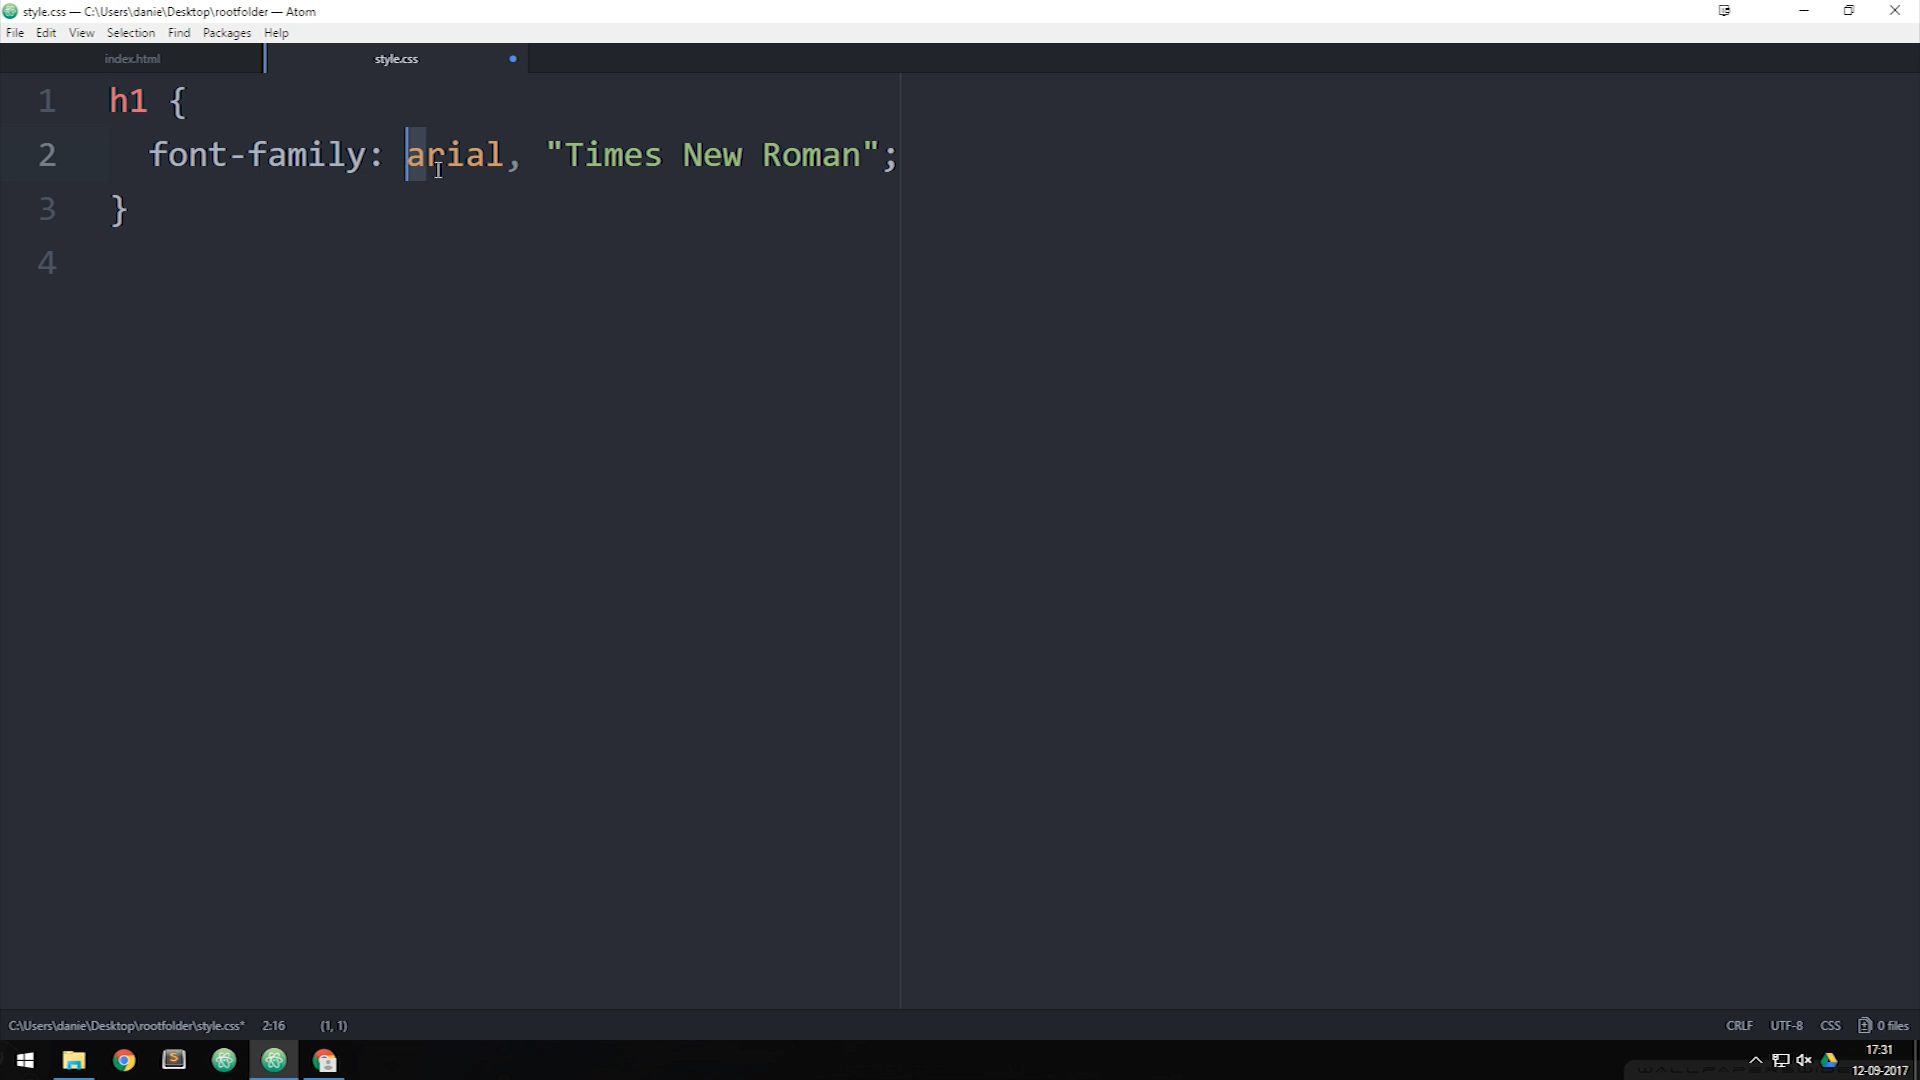 style.css — C:\Users\danie\Desktop\rootfolder — Atom
File Edit View Selection Find Packages Help
index.html style.css
1 h1 {
2 font-family: arial, "Times New Roman";
3 }
4
C:\Users\danie\Desktop\rootfolder\style.css* 2:16 (1, 1) CRLF UTF-8 CSS 0 files
17:31
12-09-2017